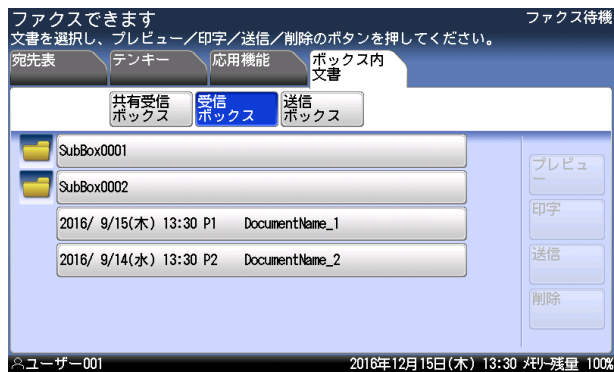 ファクスできます
ファクス待機
文書を選択し、プレビュー／印字／送信／削除のボタンを押してください。
宛先表
テンキー
応用機能
ボックス内
文書
共有受信
ボックス
受信
ボックス
送信
ボックス
SubBox0001
SubBox0002
2016/ 9/15(木) 13:30 P1 DocumentName_1
2016/ 9/14(水) 13:30 P2 DocumentName_2
プレビュ
ー
印字
送信
削除
ユーザー001
2016年12月15日(木) 13:30 ﾒﾓﾘｰ残量 100%